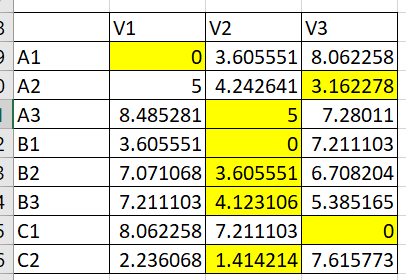 V1 V2 V3
A1 0 3.605551 8.062258
A2 5 4.242641 3.162278
A3 8.485281 5 7.28011
B1 3.605551 0 7.211103
B2 7.071068 3.605551 6.708204
B3 7.211103 4.123106 5.385165
C1 8.062258 7.211103 0
C2 2.236068 1.414214 7.615773